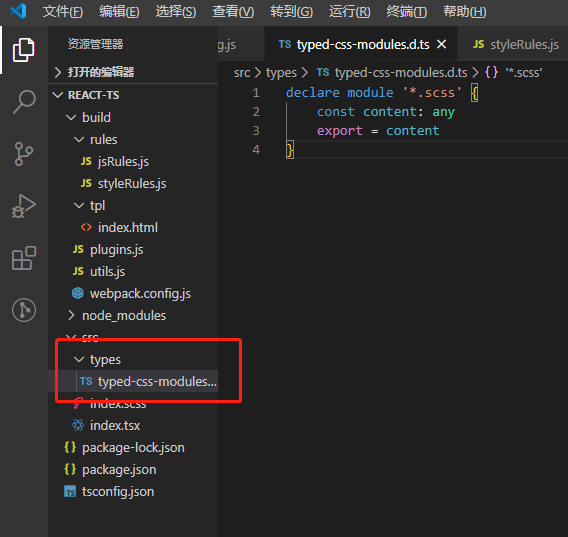 文件(F) 编辑(E) 选择(S) 查看(V) 转到(G) 运行(R) 终端(T) 帮助(H)
资源管理器
g.js
TS typed-css-modules.d.ts
styleRules.js
src > types > TS typed-css-modules.d.ts > {} '*.scss'
打开的编辑器
REACT-TS
build
rules
JS jsRules.js
JS styleRules.js
tpl
<> index.html
JS plugins.js
JS utils.js
webpack.config.js
node_modules
src
types
TS typed-css-modules...
index.scss
index.tsx
{} package-lock.json
{} package.json
TS tsconfig.json
1 declare module '*.scss' {
2 const content: any
3 export = content
4 }